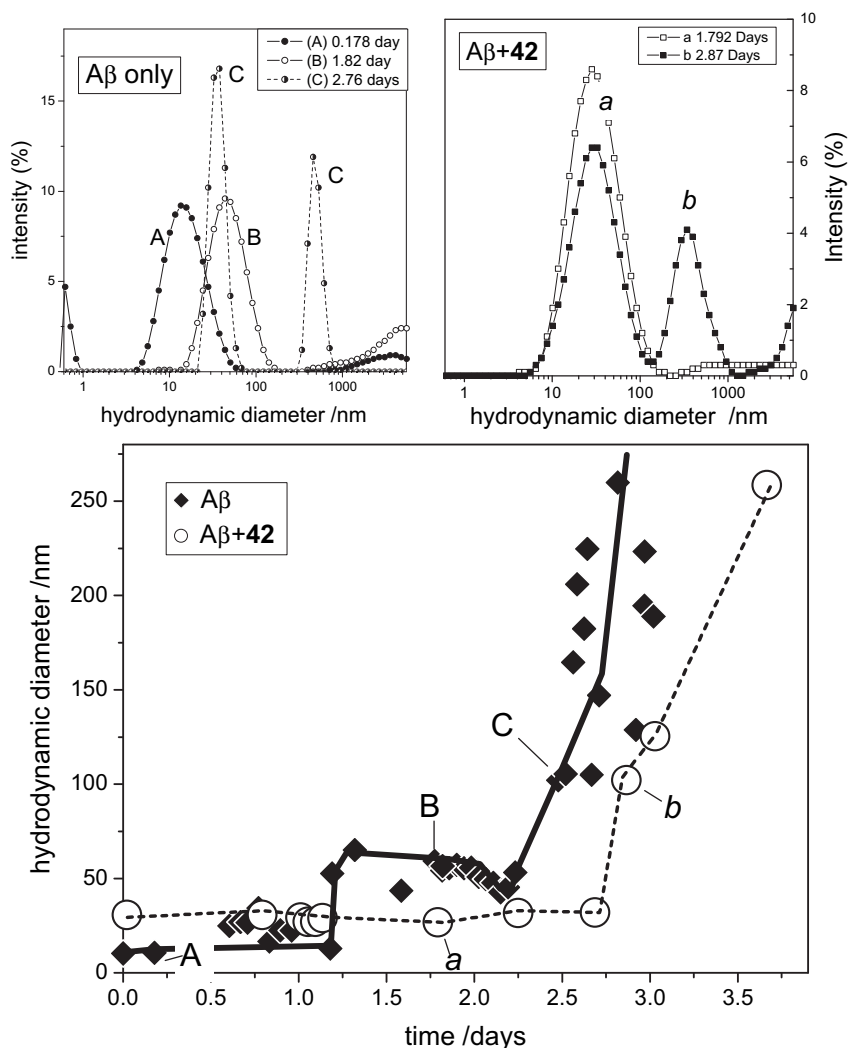 Aβ only
(A) 0.178 day
(B) 1.82 day
(C) 2.76 days
A
B
C
C
intensity (%)
0
5
10
15
1
10
100
1000
hydrodynamic diameter /nm
Aβ+42
a 1.792 Days
b 2.87 Days
a
b
Intensity (%)
0
2
4
6
8
10
1
10
100
1000
hydrodynamic diameter /nm
Aβ
Aβ+42
A
B
C
a
b
hydrodynamic diameter /nm
0
50
100
150
200
250
0.0
0.5
1.0
1.5
2.0
2.5
3.0
3.5
time /days